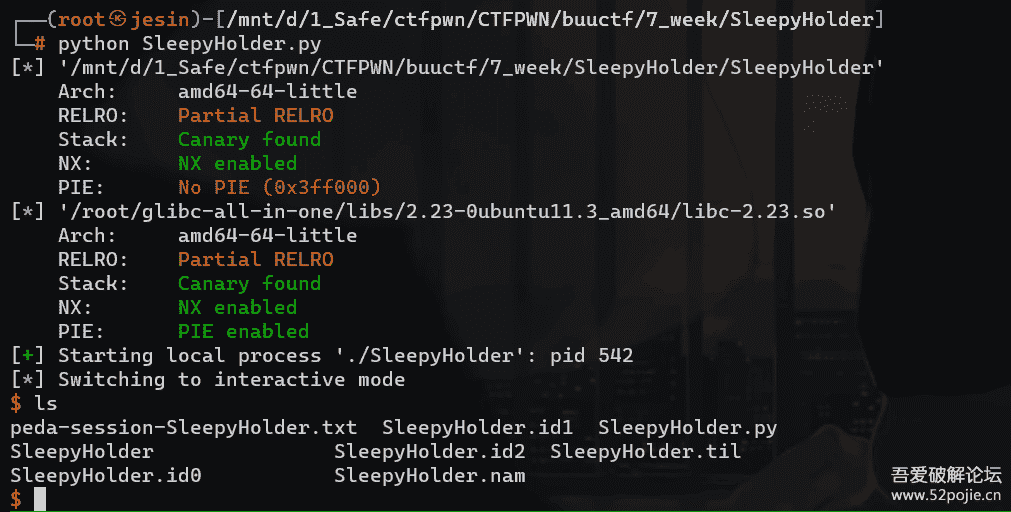 ┌──(root㉿jesin)-[/mnt/d/1_Safe/ctfpwn/CTFPWN/buuctf/7_week/SleepyHolder]
└─# python SleepyHolder.py
[*] '/mnt/d/1_Safe/ctfpwn/CTFPWN/buuctf/7_week/SleepyHolder/SleepyHolder'
    Arch:     amd64-64-little
    RELRO:    Partial RELRO
    Stack:    Canary found
    NX:       NX enabled
    PIE:      No PIE (0x3ff000)
[*] '/root/glibc-all-in-one/libs/2.23-0ubuntu11.3_amd64/libc-2.23.so'
    Arch:     amd64-64-little
    RELRO:    Partial RELRO
    Stack:    Canary found
    NX:       NX enabled
    PIE:      PIE enabled
[+] Starting local process './SleepyHolder': pid 542
[*] Switching to interactive mode
$ ls
peda-session-SleepyHolder.txt  SleepyHolder.id1  SleepyHolder.py
SleepyHolder               SleepyHolder.id2  SleepyHolder.til
SleepyHolder.id0           SleepyHolder.nam
$
吾爱破解论坛
www.52pojie.cn